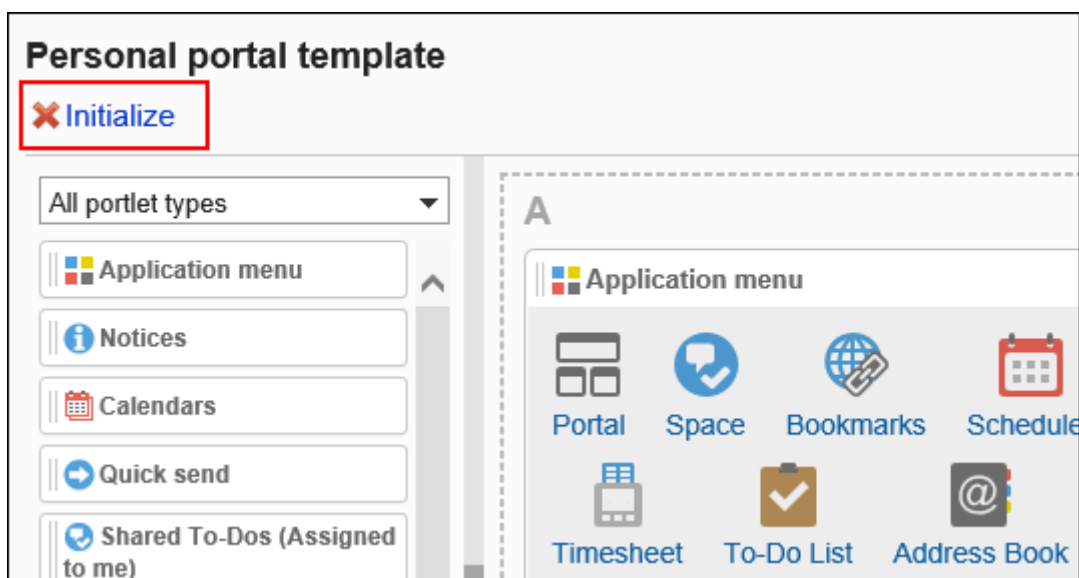 Personal portal template
Initialize
All portlet types
Application menu
Notices
Calendars
Quick send
Shared To-Dos (Assigned
to me)
A
Application menu
Portal Space Bookmarks Schedule
Timesheet To-Do List Address Book